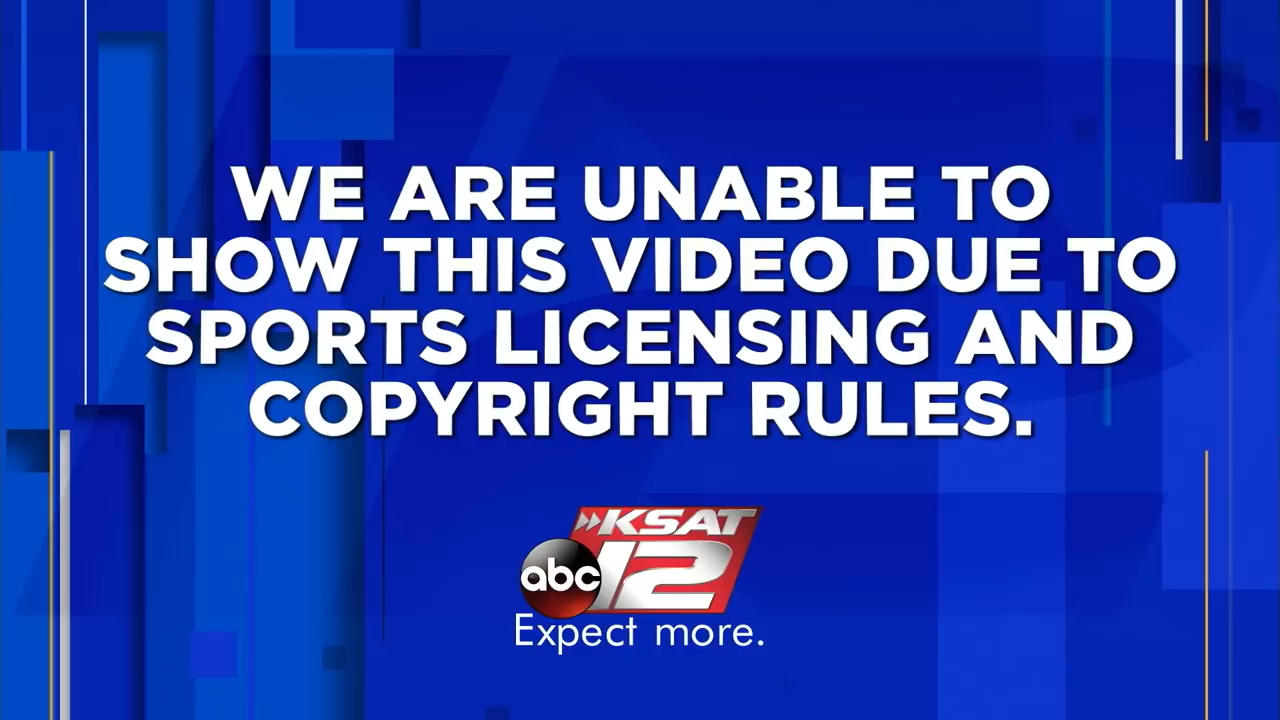 WE ARE UNABLE TO
SHOW THIS VIDEO DUE TO
SPORTS LICENSING AND
COPYRIGHT RULES.
KSAT
abc 12
Expect more.